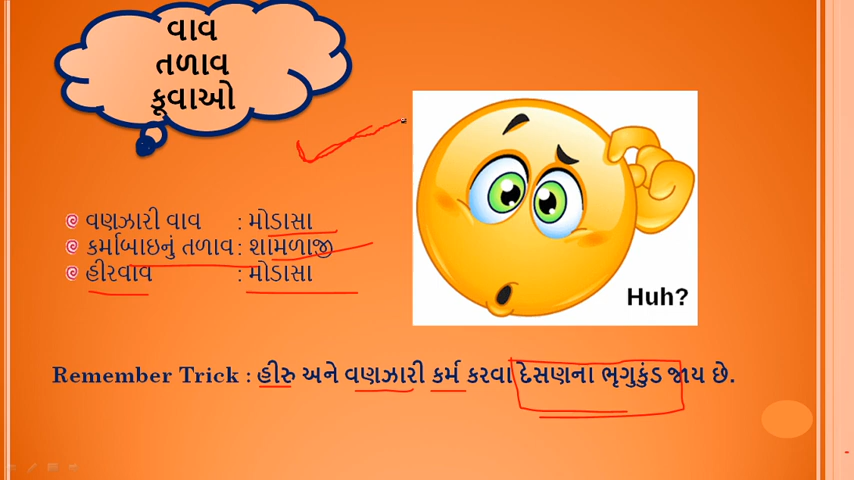 વાવ
તળાવ
કૂવાઓ
વણઝારી વાવ : મોડાસા
કર્માબાઇનું તળાવ : શામળાજી
હીરવાવ : મોડાસા
Huh?
Remember Trick : હીરુ અને વણઝારી કર્મ કરવા દેસણના ભૃગુકુંડ જાય છે.